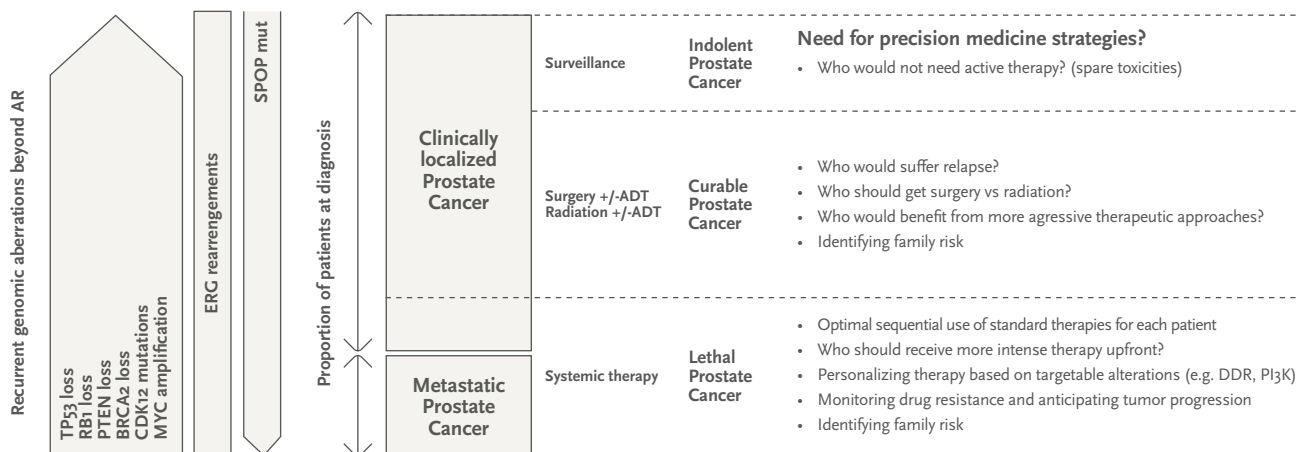 Recurrent genomic aberrations beyond AR
TP53 loss
RB1 loss
PTEN loss
BRCA2 loss
CDK12 mutations
MYC amplification
ERG rearrangements
SPOP mut
Proportion of patients at diagnosis
Clinically
localized
Prostate
Cancer
Metastatic
Prostate
Cancer
Surveillance
Indolent
Prostate
Cancer
Need for precision medicine strategies?
• Who would not need active therapy? (spare toxicities)
Surgery +/-ADT
Radiation +/-ADT
Curable
Prostate
Cancer
• Who would suffer relapse?
• Who should get surgery vs radiation?
• Who would benefit from more agressive therapeutic approaches?
• Identifying family risk
Systemic therapy
Lethal
Prostate
Cancer
• Optimal sequential use of standard therapies for each patient
• Who should receive more intense therapy upfront?
• Personalizing therapy based on targetable alterations (e.g. DDR, PI3K)
• Monitoring drug resistance and anticipating tumor progression
• Identifying family risk